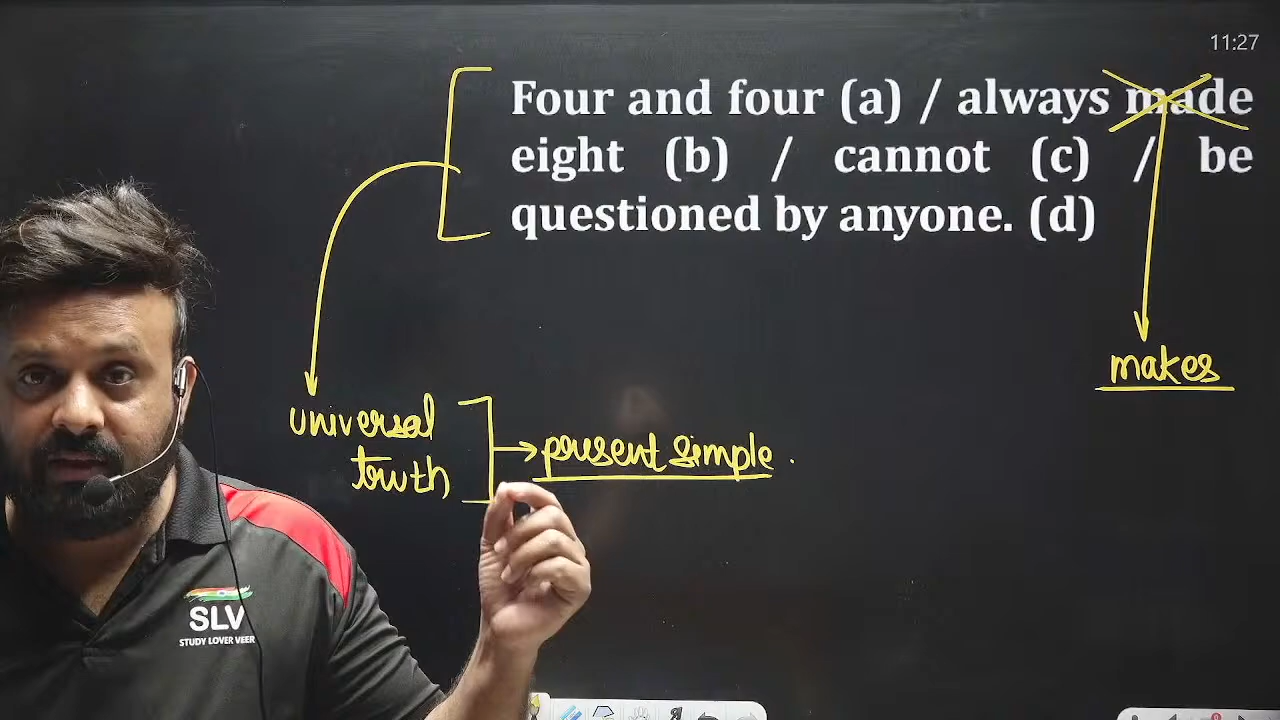 11:27
Four and four (a) / always made
eight (b) / cannot (c) / be
questioned by anyone. (d)
makes
universal
truth
present simple.
SLV
STUDY LOVER VEER